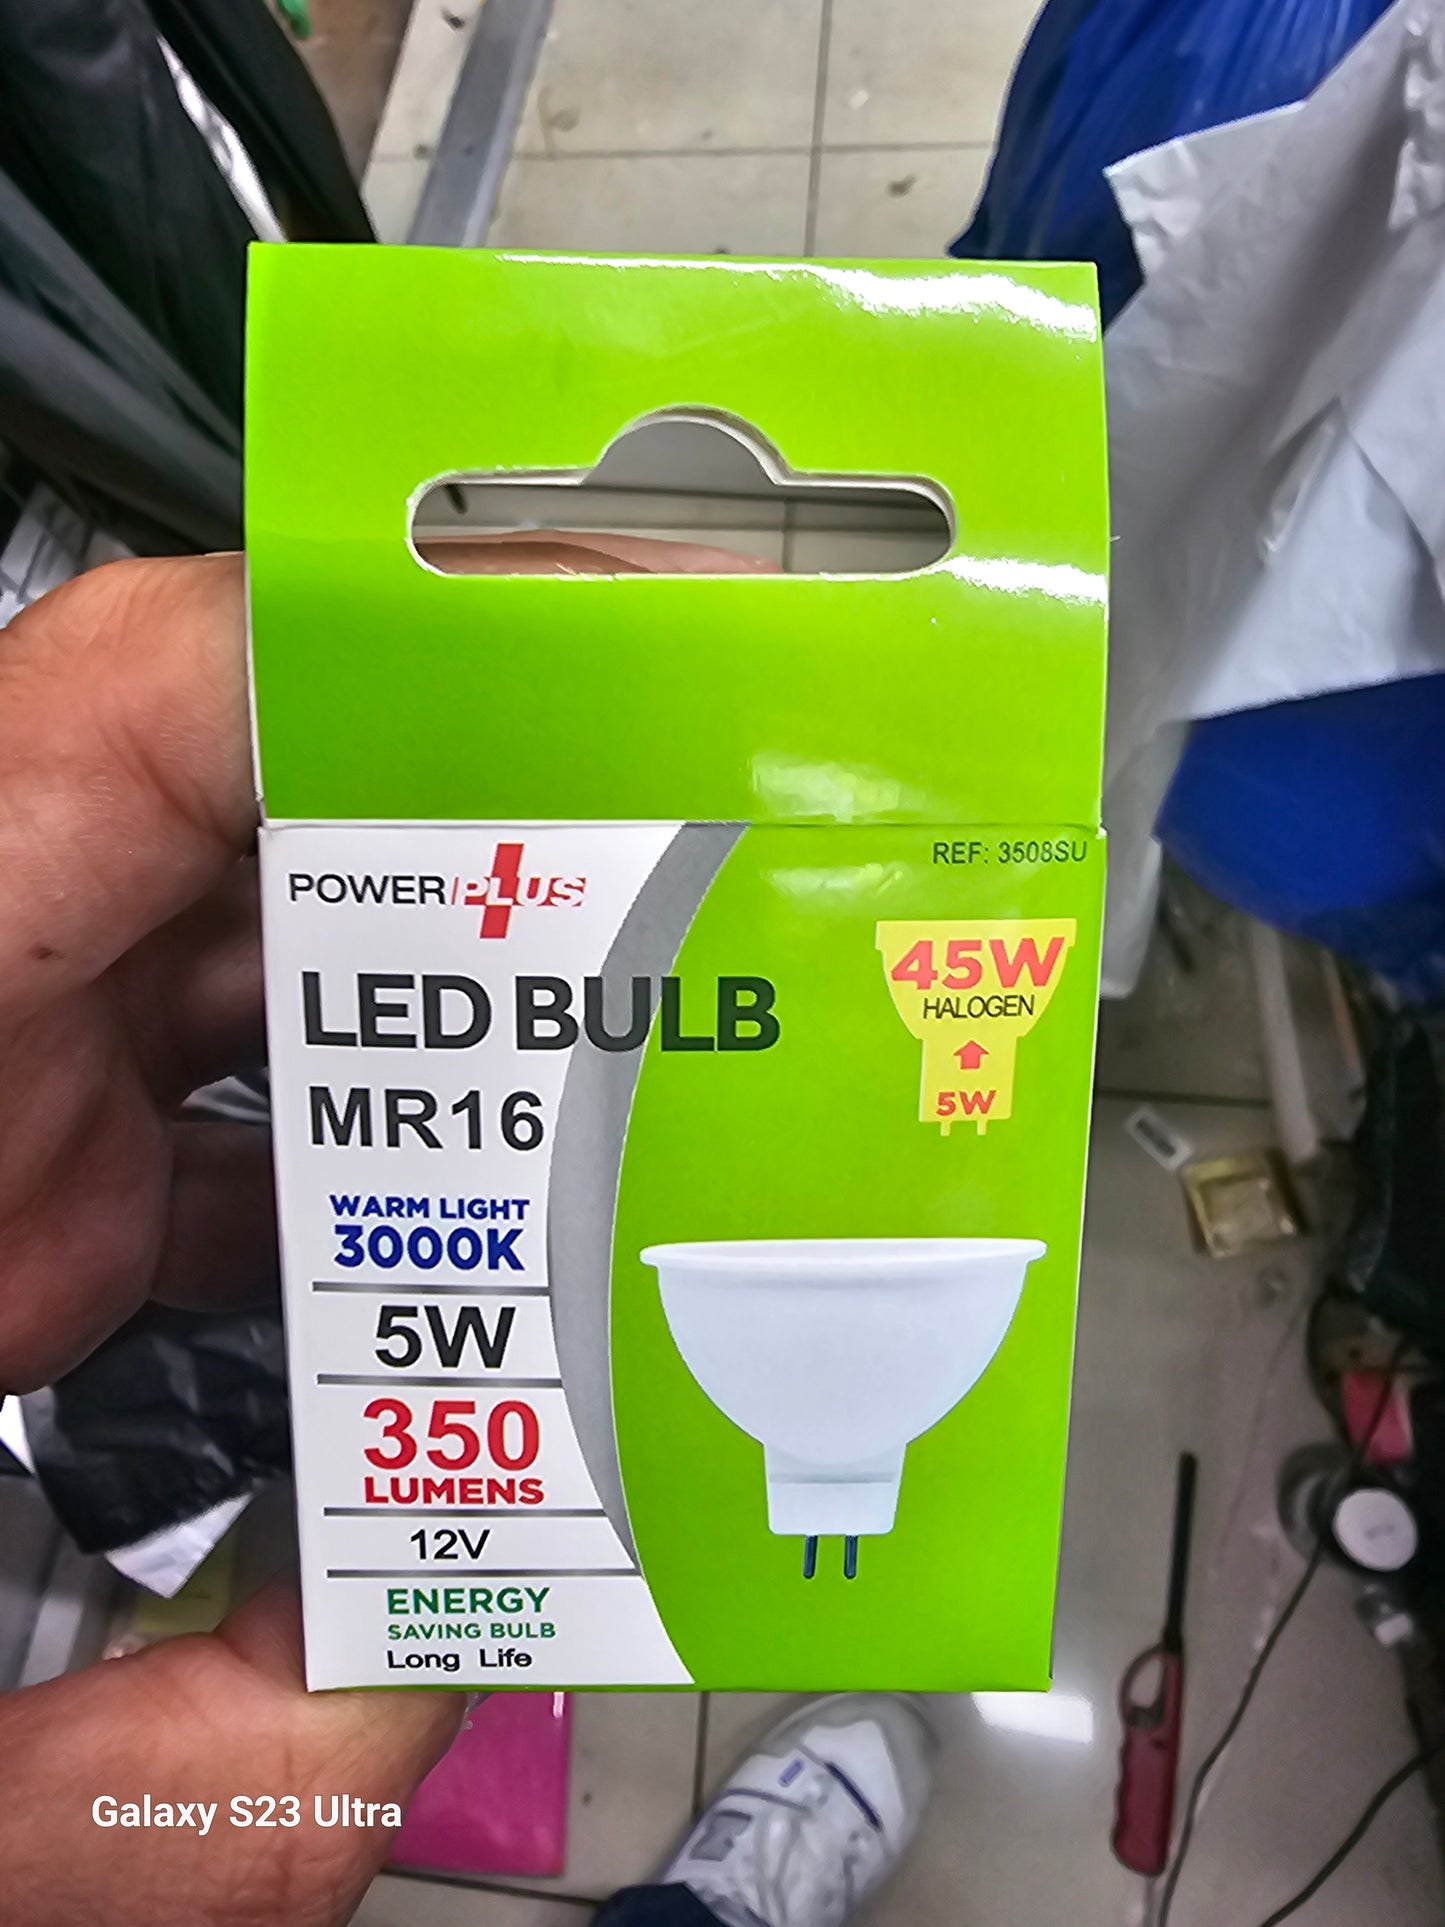 REF: 3508SU
POWER PLUS
45W
HALOGEN
5W
LED BULB
MR16
WARM LIGHT
3000K
5W
350
LUMENS
12V
ENERGY
SAVING BULB
Long Life
Galaxy S23 Ultra